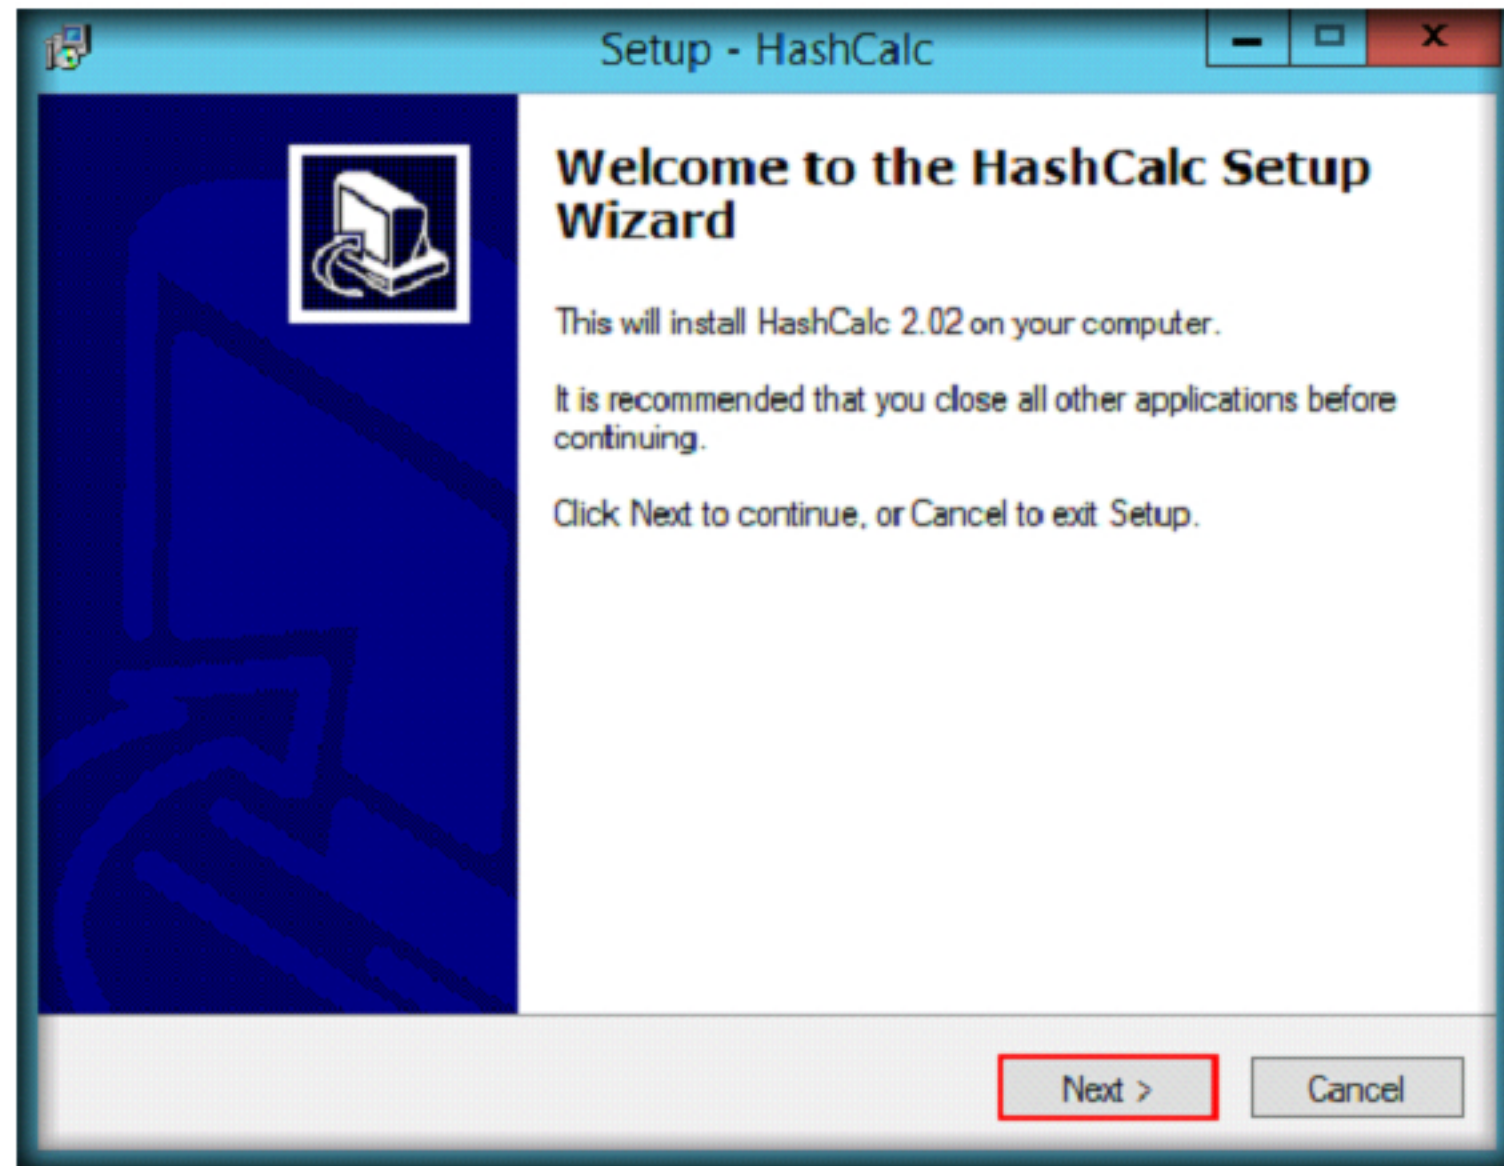 Setup - HashCalc
Welcome to the HashCalc Setup
Wizard
This will install HashCalc 2.02 on your computer.
It is recommended that you close all other applications before
continuing.
Click Next to continue, or Cancel to exit Setup.
Next >
Cancel